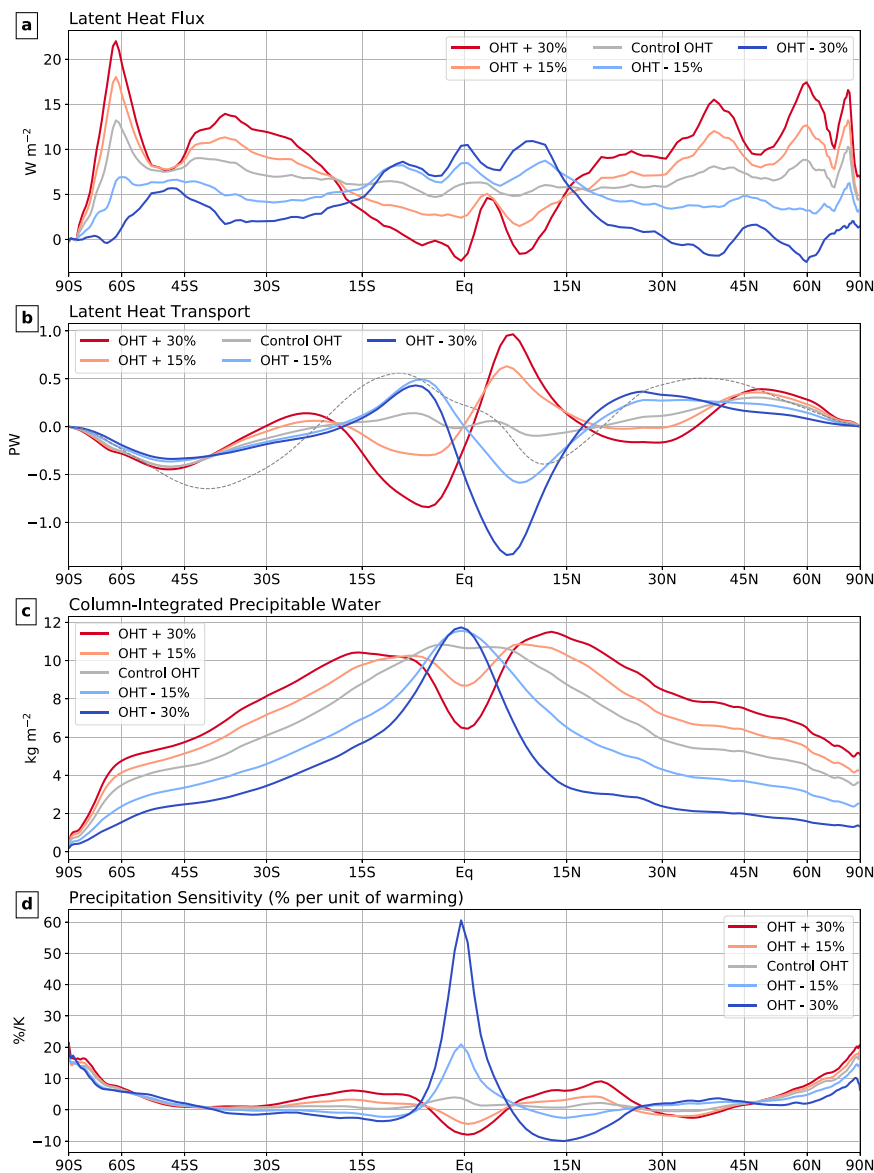 a Latent Heat Flux
OHT + 30% Control OHT OHT - 30%
OHT + 15% OHT - 15%
W m⁻²
20
15
10
5
0
90S 60S 45S 30S 15S Eq 15N 30N 45N 60N 90N
b Latent Heat Transport
OHT + 30% Control OHT OHT - 30%
OHT + 15% OHT - 15%
PW
1.0
0.5
0.0
−0.5
−1.0
90S 60S 45S 30S 15S Eq 15N 30N 45N 60N 90N
c Column-Integrated Precipitable Water
OHT + 30%
OHT + 15%
Control OHT
OHT - 15%
OHT - 30%
kg m⁻²
12
10
8
6
4
2
0
90S 60S 45S 30S 15S Eq 15N 30N 45N 60N 90N
d Precipitation Sensitivity (% per unit of warming)
OHT + 30%
OHT + 15%
Control OHT
OHT - 15%
OHT - 30%
%/K
60
50
40
30
20
10
0
−10
90S 60S 45S 30S 15S Eq 15N 30N 45N 60N 90N